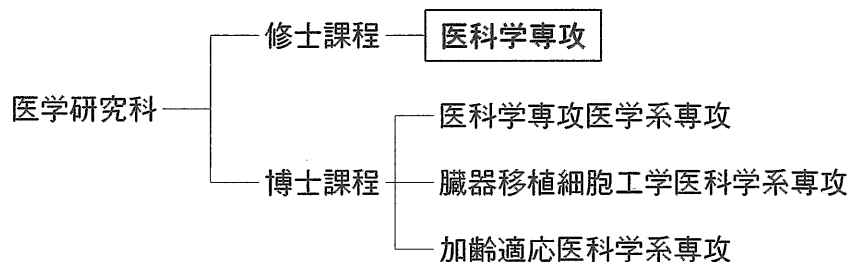 修士課程
医科学専攻
医学研究科
医科学専攻医学系専攻
博士課程
臓器移植細胞工学医科学系専攻
加齢適応医科学系専攻